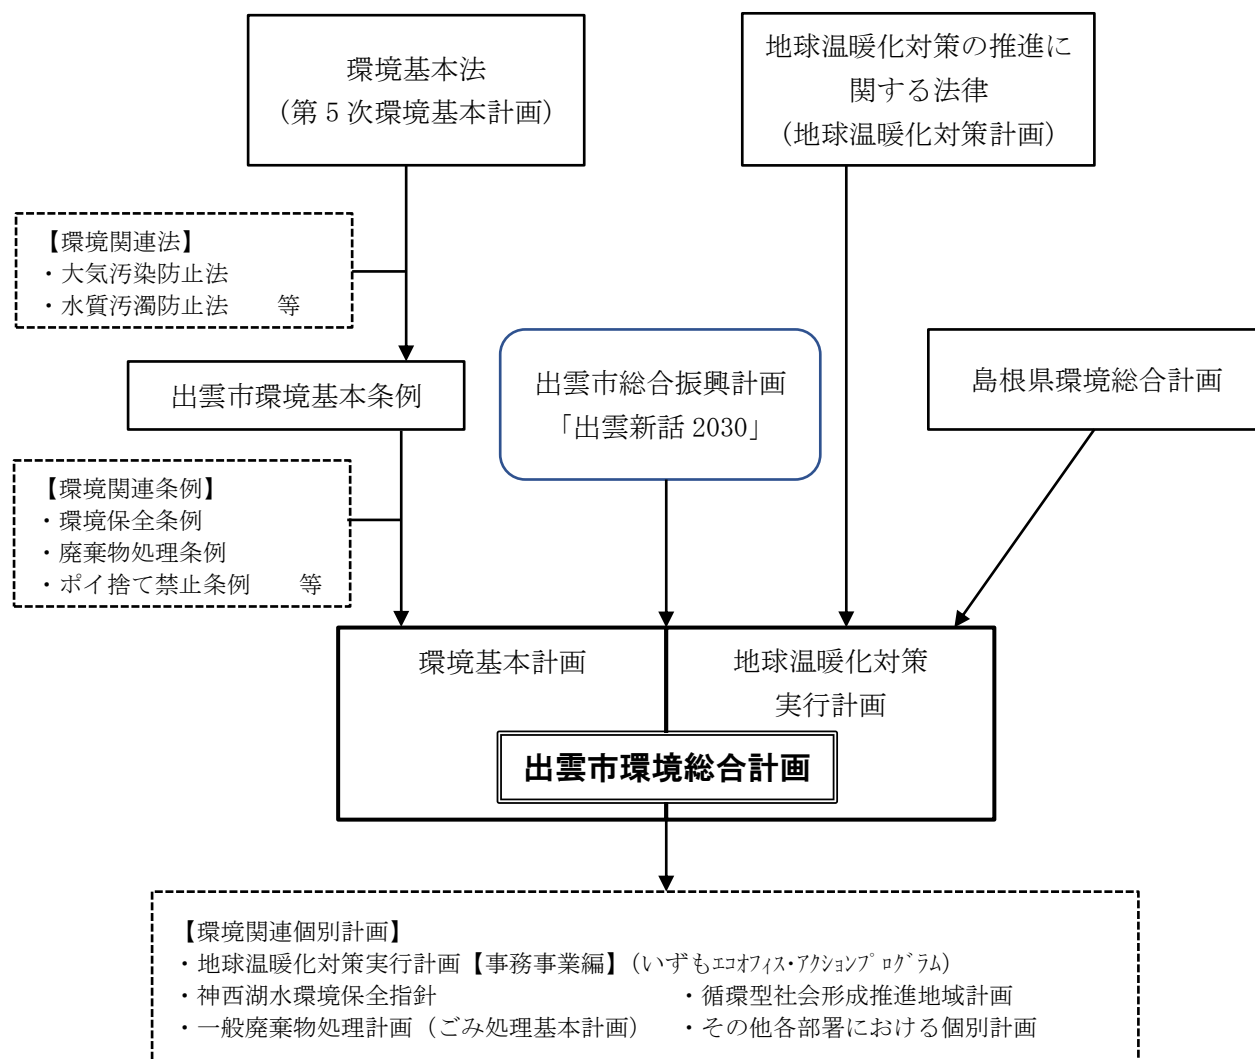 環境基本法
（第５次環境基本計画）
地球温暖化対策の推進に
関する法律
（地球温暖化対策計画）
【環境関連法】
・大気汚染防止法
・水質汚濁防止法　　等
出雲市環境基本条例
出雲市総合振興計画
「出雲新話 2030」
島根県環境総合計画
【環境関連条例】
・環境保全条例
・廃棄物処理条例
・ポイ捨て禁止条例　　等
環境基本計画
地球温暖化対策
実行計画
出雲市環境総合計画
【環境関連個別計画】
・地球温暖化対策実行計画【事務事業編】（いずもｴｺｵﾌｨｽ・ｱｸｼｮﾝﾌﾟﾛｸﾞﾗﾑ）
・神西湖水環境保全指針　　・循環型社会形成推進地域計画
・一般廃棄物処理計画（ごみ処理基本計画）　　・その他各部署における個別計画